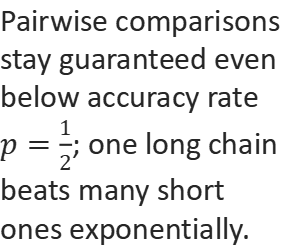 Pairwise comparisons
stay guaranteed even
below accuracy rate
p = 1/2; one long chain
beats many short
ones exponentially.